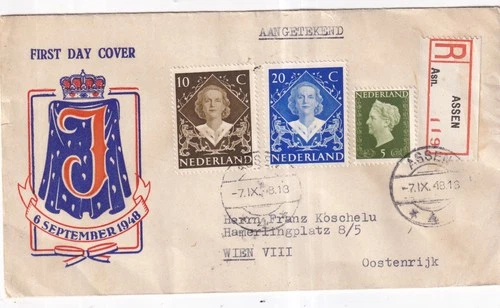 AANGETEKEND
FIRST DAY COVER
J
6 SEPTEMBER 1948
10 C
NEDERLAND
20 C
NEDERLAND
NEDERLAND
5
R
Asn.
ASSEN
ASSEN
-7.IX.48.13
ASSEN
-7.IX.48.13
Herrn Franz Köschelu
Hamerlingplatz 8/5
WIEN VIII
Oostenrijk